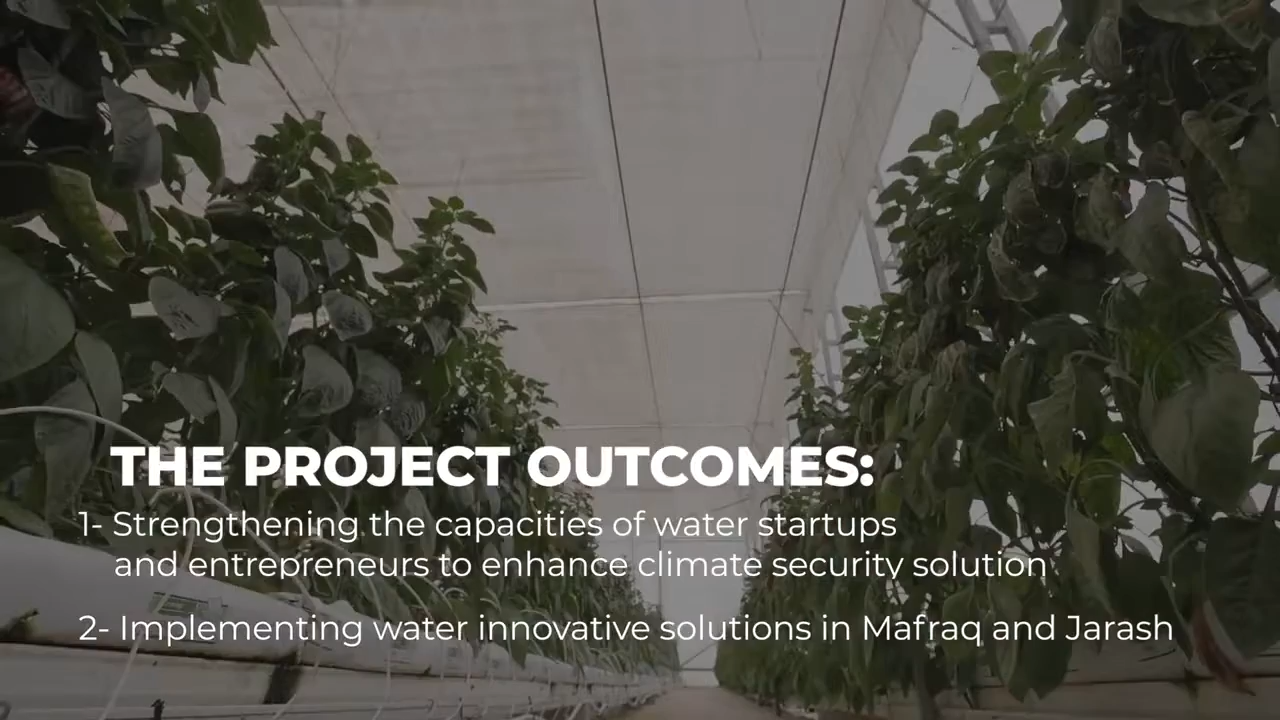 THE PROJECT OUTCOMES:
1- Strengthening the capacities of water startups
and entrepreneurs to enhance climate security solution
2- Implementing water innovative solutions in Mafraq and Jarash